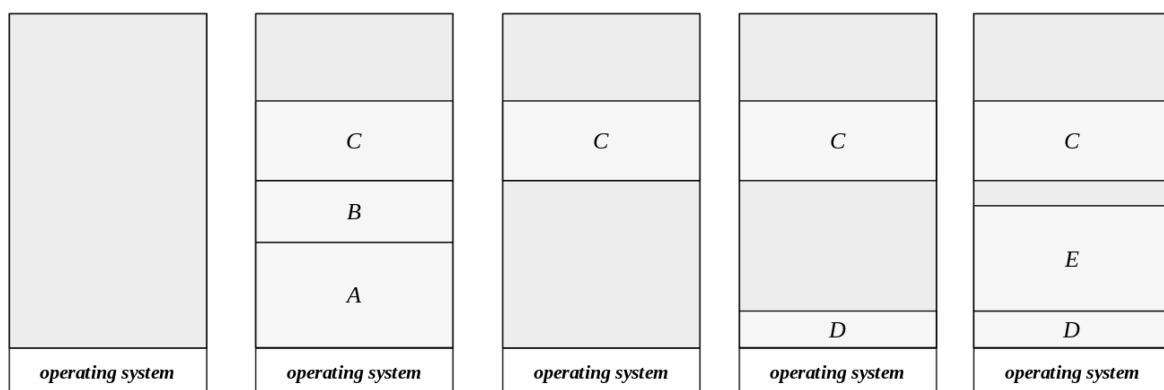 C
B
A
operating system
C
operating system
C
D
operating system
C
E
D
operating system
operating system